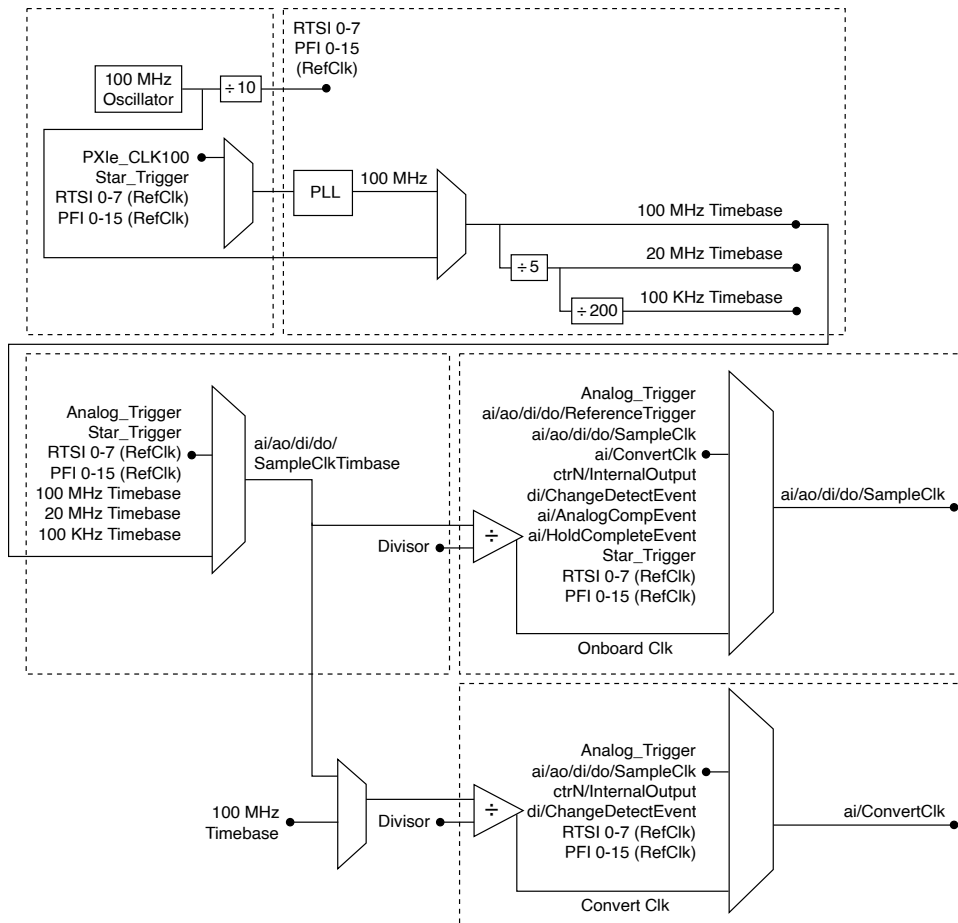 RTSI 0-7
PFI 0-15
(RefClk)
100 MHz
Oscillator
÷10
PXIe_CLK100
Star_Trigger
RTSI 0-7 (RefClk)
PFI 0-15 (RefClk)
PLL
100 MHz
100 MHz Timebase
20 MHz Timebase
÷5
100 KHz Timebase
÷200
Analog_Trigger
Star_Trigger
RTSI 0-7 (RefClk)
PFI 0-15 (RefClk)
100 MHz Timebase
20 MHz Timebase
100 KHz Timebase
ai/ao/di/do/
SampleClkTimbase
Divisor
÷
Analog_Trigger
ai/ao/di/do/ReferenceTrigger
ai/ao/di/do/SampleClk
ai/ConvertClk
ctrN/InternalOutput
di/ChangeDetectEvent
ai/AnalogCompEvent
ai/HoldCompleteEvent
Star_Trigger
RTSI 0-7 (RefClk)
PFI 0-15 (RefClk)
Onboard Clk
ai/ao/di/do/SampleClk
100 MHz
Timebase
Divisor
÷
Analog_Trigger
ai/ao/di/do/SampleClk
ctrN/InternalOutput
di/ChangeDetectEvent
RTSI 0-7 (RefClk)
PFI 0-15 (RefClk)
Convert Clk
ai/ConvertClk